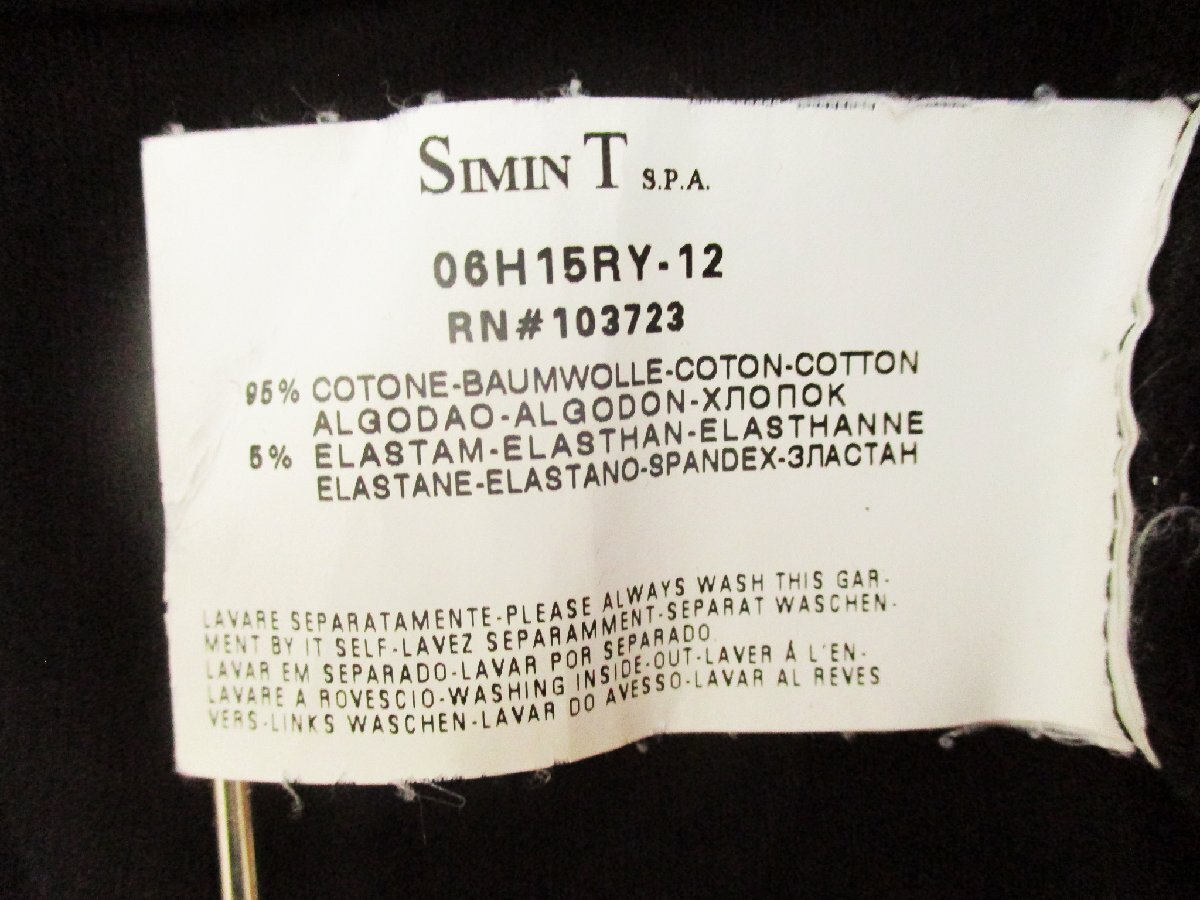 SIMIN T S.P.A.
06H15RY-12
RN#103723
95% COTONE-BAUMWOLLE-COTON-COTTON
ALGODAO-ALGODON-ХЛОПОК
5% ELASTAM-ELASTHAN-ELASTHANNE
ELASTANE-ELASTANO-SPANDEX-ЗЛАСТАН
LAVARE SEPARATAMENTE-PLEASE ALWAYS WASH THIS GAR-
MENT BY IT SELF-LAVEZ SEPARAMMENT-SEPARAT WASCHEN-
LAVAR EM SEPARADO-LAVAR POR SEPARADO.
LAVARE A ROVESCIO-WASHING INSIDE-OUT-LAVER Á L'EN-
VERS-LINKS WASCHEN-LAVAR DO AVESSO-LAVAR AL REVES